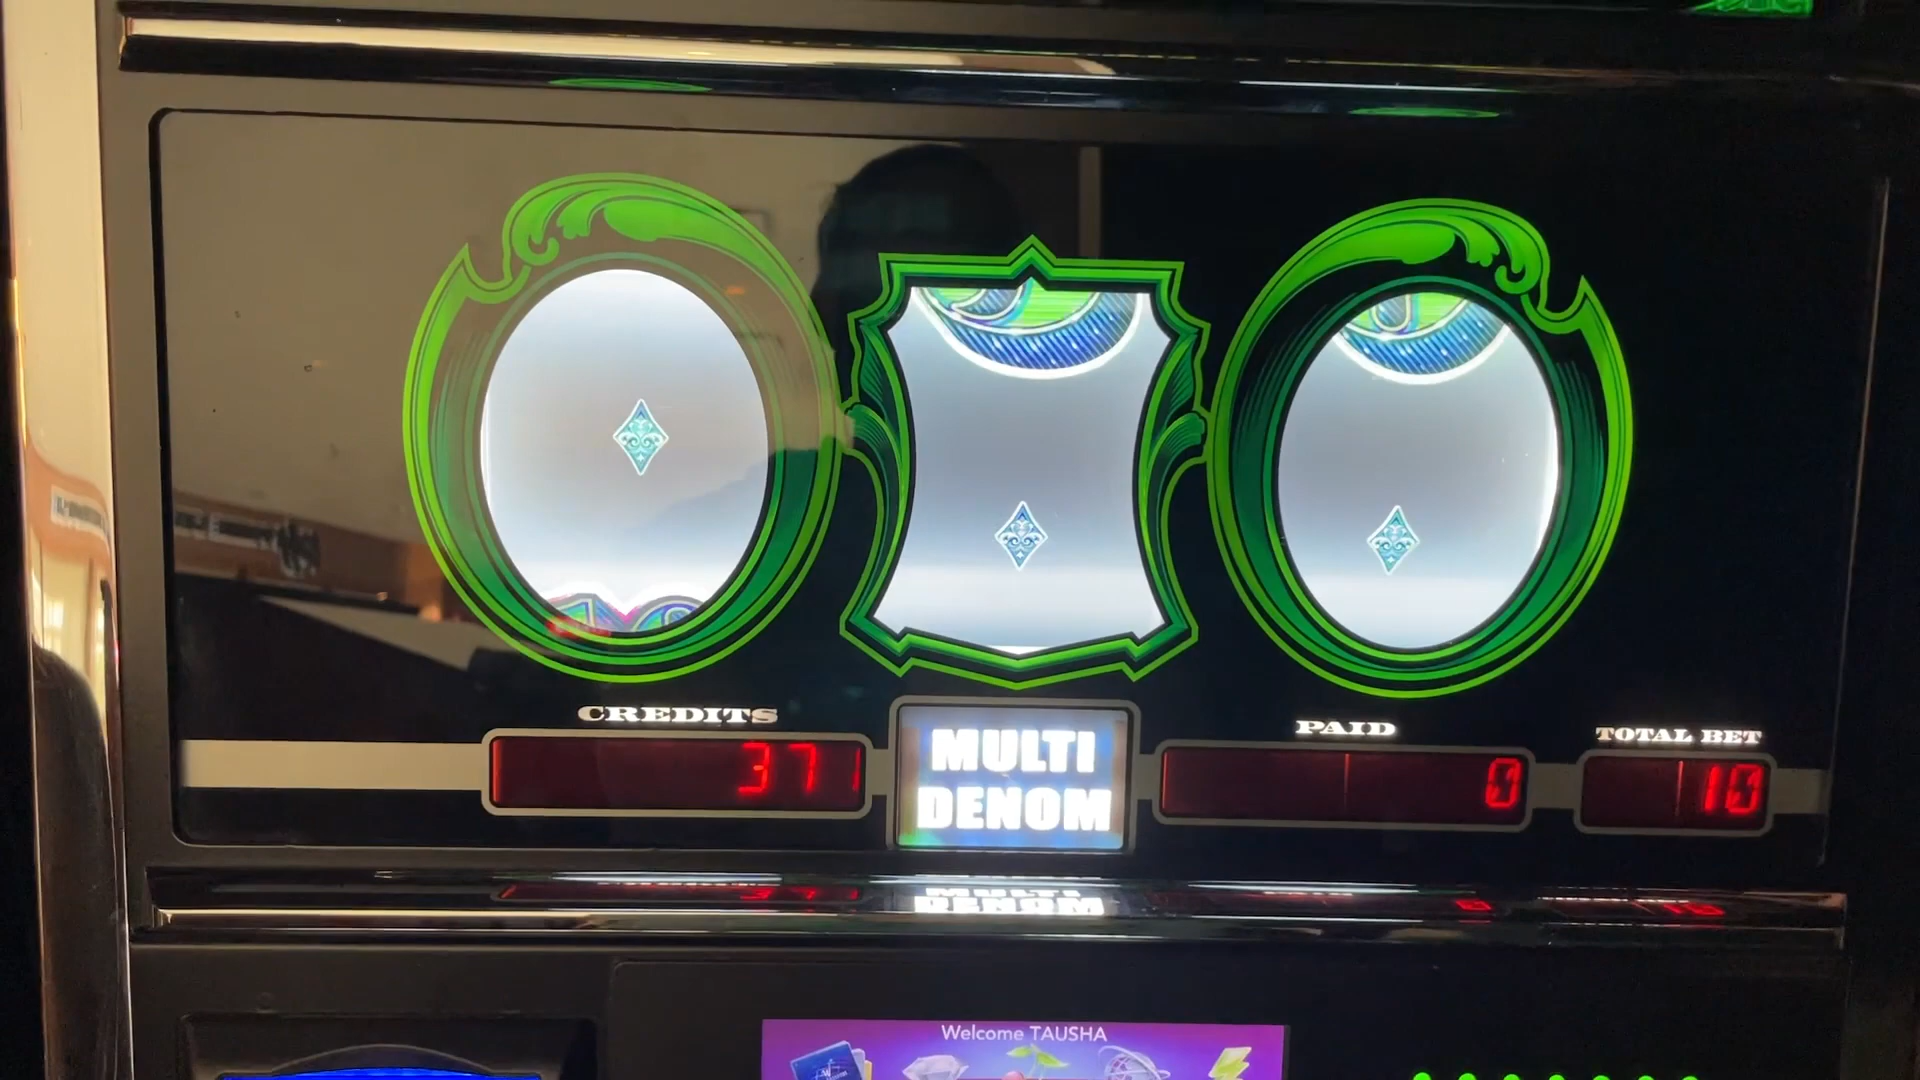 CREDITS
PAID
TOTAL BET
371
MULTI
DENOM
0
10
Welcome TAUSHA